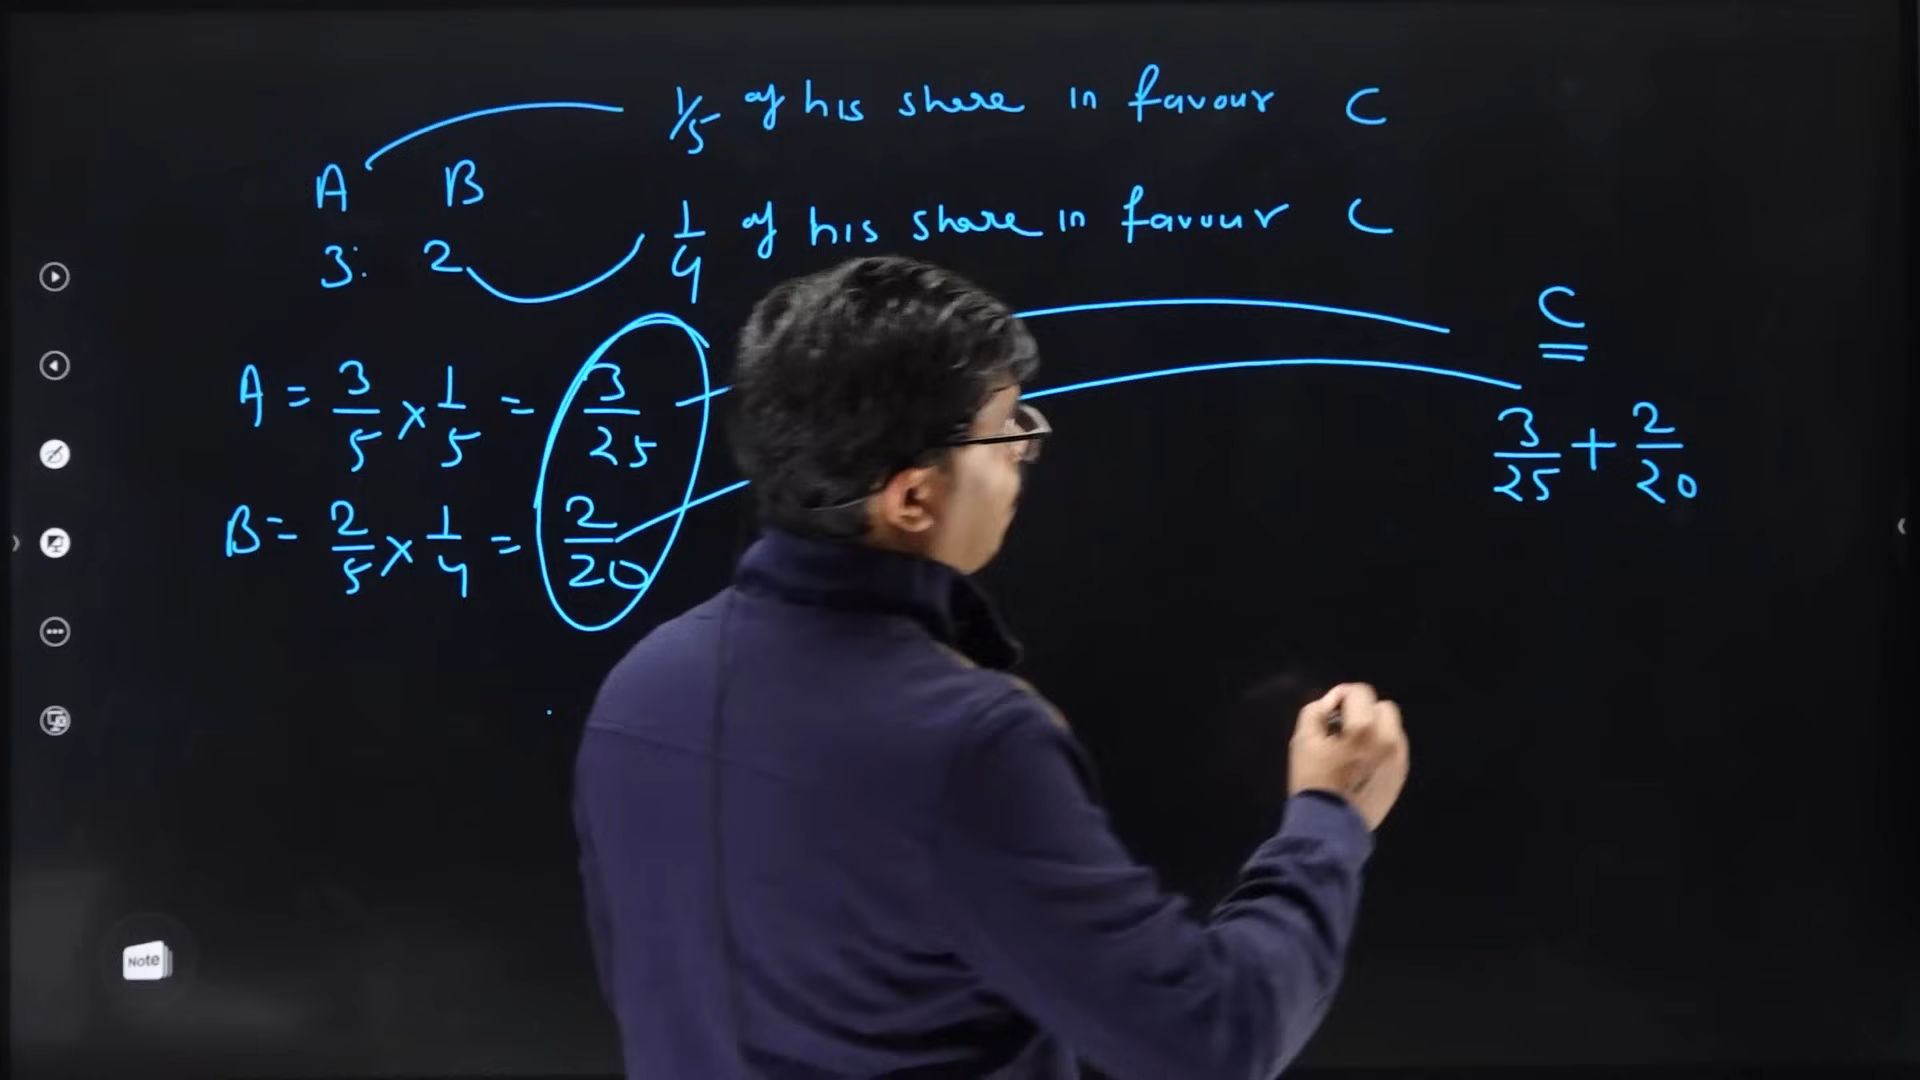 1/5 of his share in favour C
A B
3: 2
1/4 of his share in favour C
C
A = 3/5 × 1/5 = 3/25
3/25 + 2/20
B = 2/5 × 1/4 = 2/20
Note